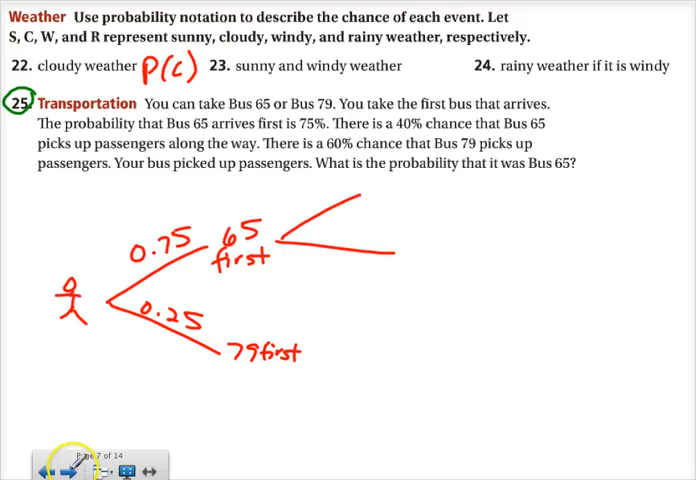 Weather Use probability notation to describe the chance of each event. Let
S, C, W, and R represent sunny, cloudy, windy, and rainy weather, respectively.
22. cloudy weather P(C) 23. sunny and windy weather 24. rainy weather if it is windy
25. Transportation You can take Bus 65 or Bus 79. You take the first bus that arrives.
The probability that Bus 65 arrives first is 75%. There is a 40% chance that Bus 65
picks up passengers along the way. There is a 60% chance that Bus 79 picks up
passengers. Your bus picked up passengers. What is the probability that it was Bus 65?
0.75 65
first
0.25
79 first
Page 7 of 14